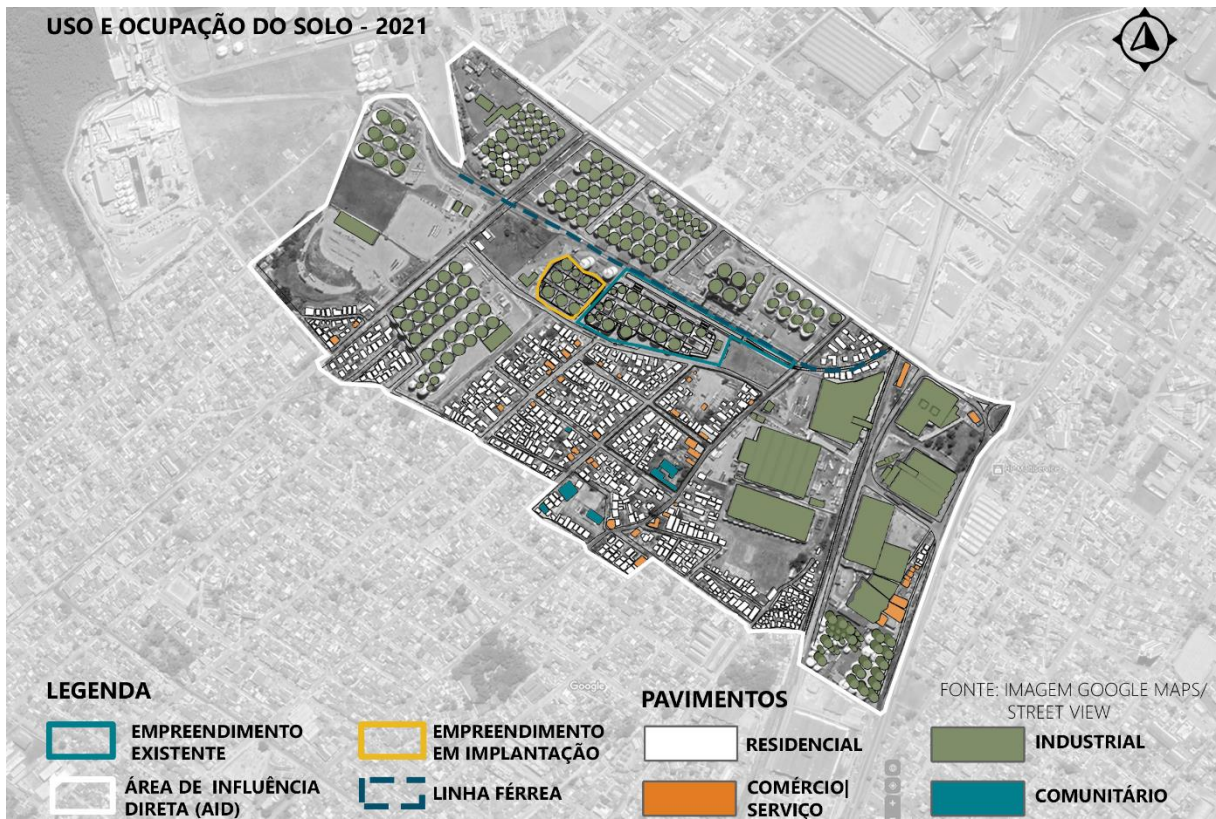 USO E OCUPAÇÃO DO SOLO - 2021
Google
LEGENDA
EMPREENDIMENTO
EXISTENTE
ÁREA DE INFLUÊNCIA
DIRETA (AID)
EMPREENDIMENTO
EM IMPLANTAÇÃO
LINHA FÉRREA
PAVIMENTOS
RESIDENCIAL
COMÉRCIO|
SERVIÇO
FONTE: IMAGEM GOOGLE MAPS/
STREET VIEW
INDUSTRIAL
COMUNITÁRIO